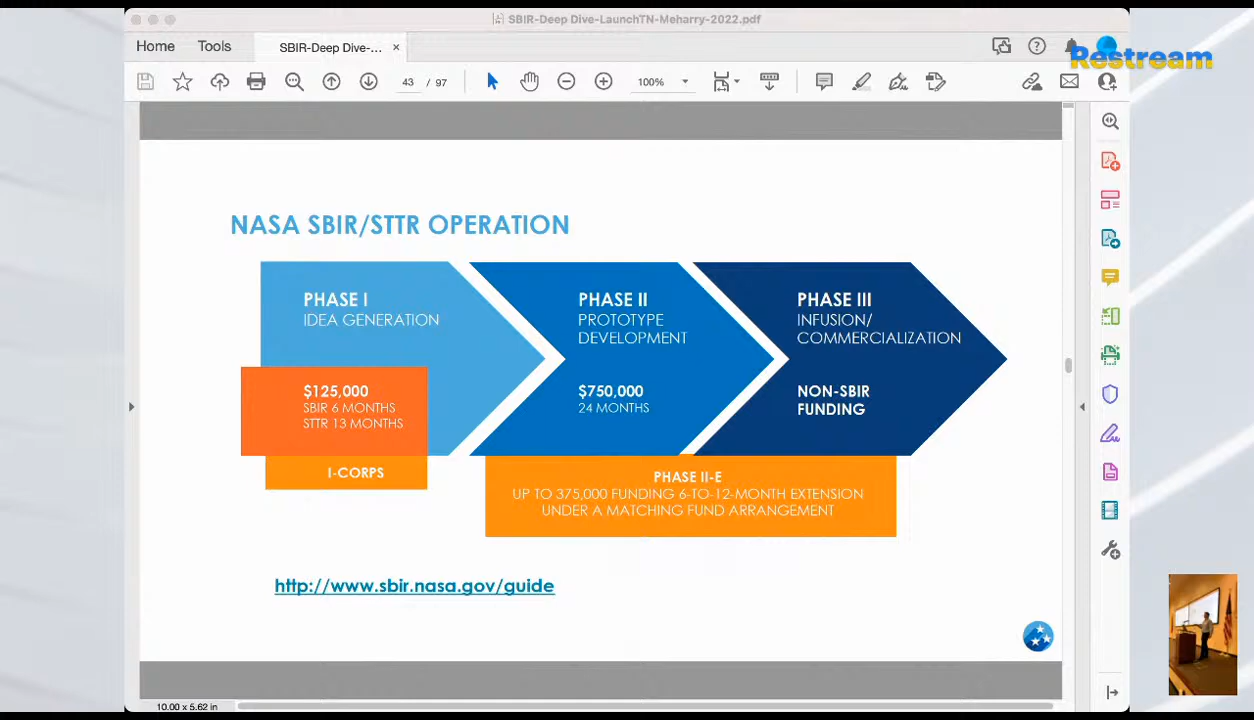 SBIR-Deep Dive-LaunchTN-Meharry-2022.pdf
Home Tools SBIR-Deep Dive-... ×
Restream
43 / 97 100%
NASA SBIR/STTR OPERATION
PHASE I
IDEA GENERATION
$125,000
SBIR 6 MONTHS
STTR 13 MONTHS
I-CORPS
PHASE II
PROTOTYPE
DEVELOPMENT
$750,000
24 MONTHS
PHASE III
INFUSION/
COMMERCIALIZATION
NON-SBIR
FUNDING
PHASE II-E
UP TO 375,000 FUNDING 6-TO-12-MONTH EXTENSION
UNDER A MATCHING FUND ARRANGEMENT
http://www.sbir.nasa.gov/guide
10.00 x 5.62 in